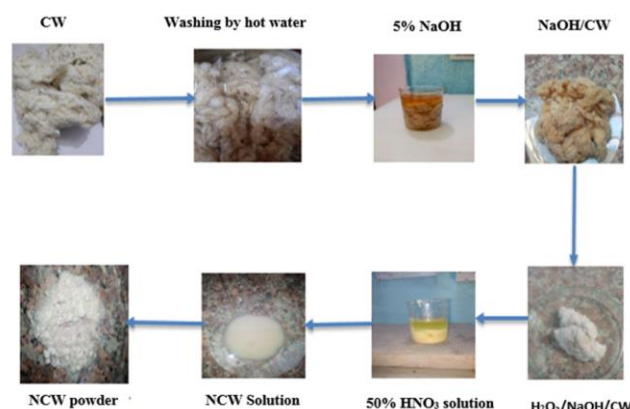 CW
Washing by hot water
5% NaOH
NaOH/CW
NCW powder
NCW Solution
50% HNO₃ solution
H₂O₂/NaOH/CW